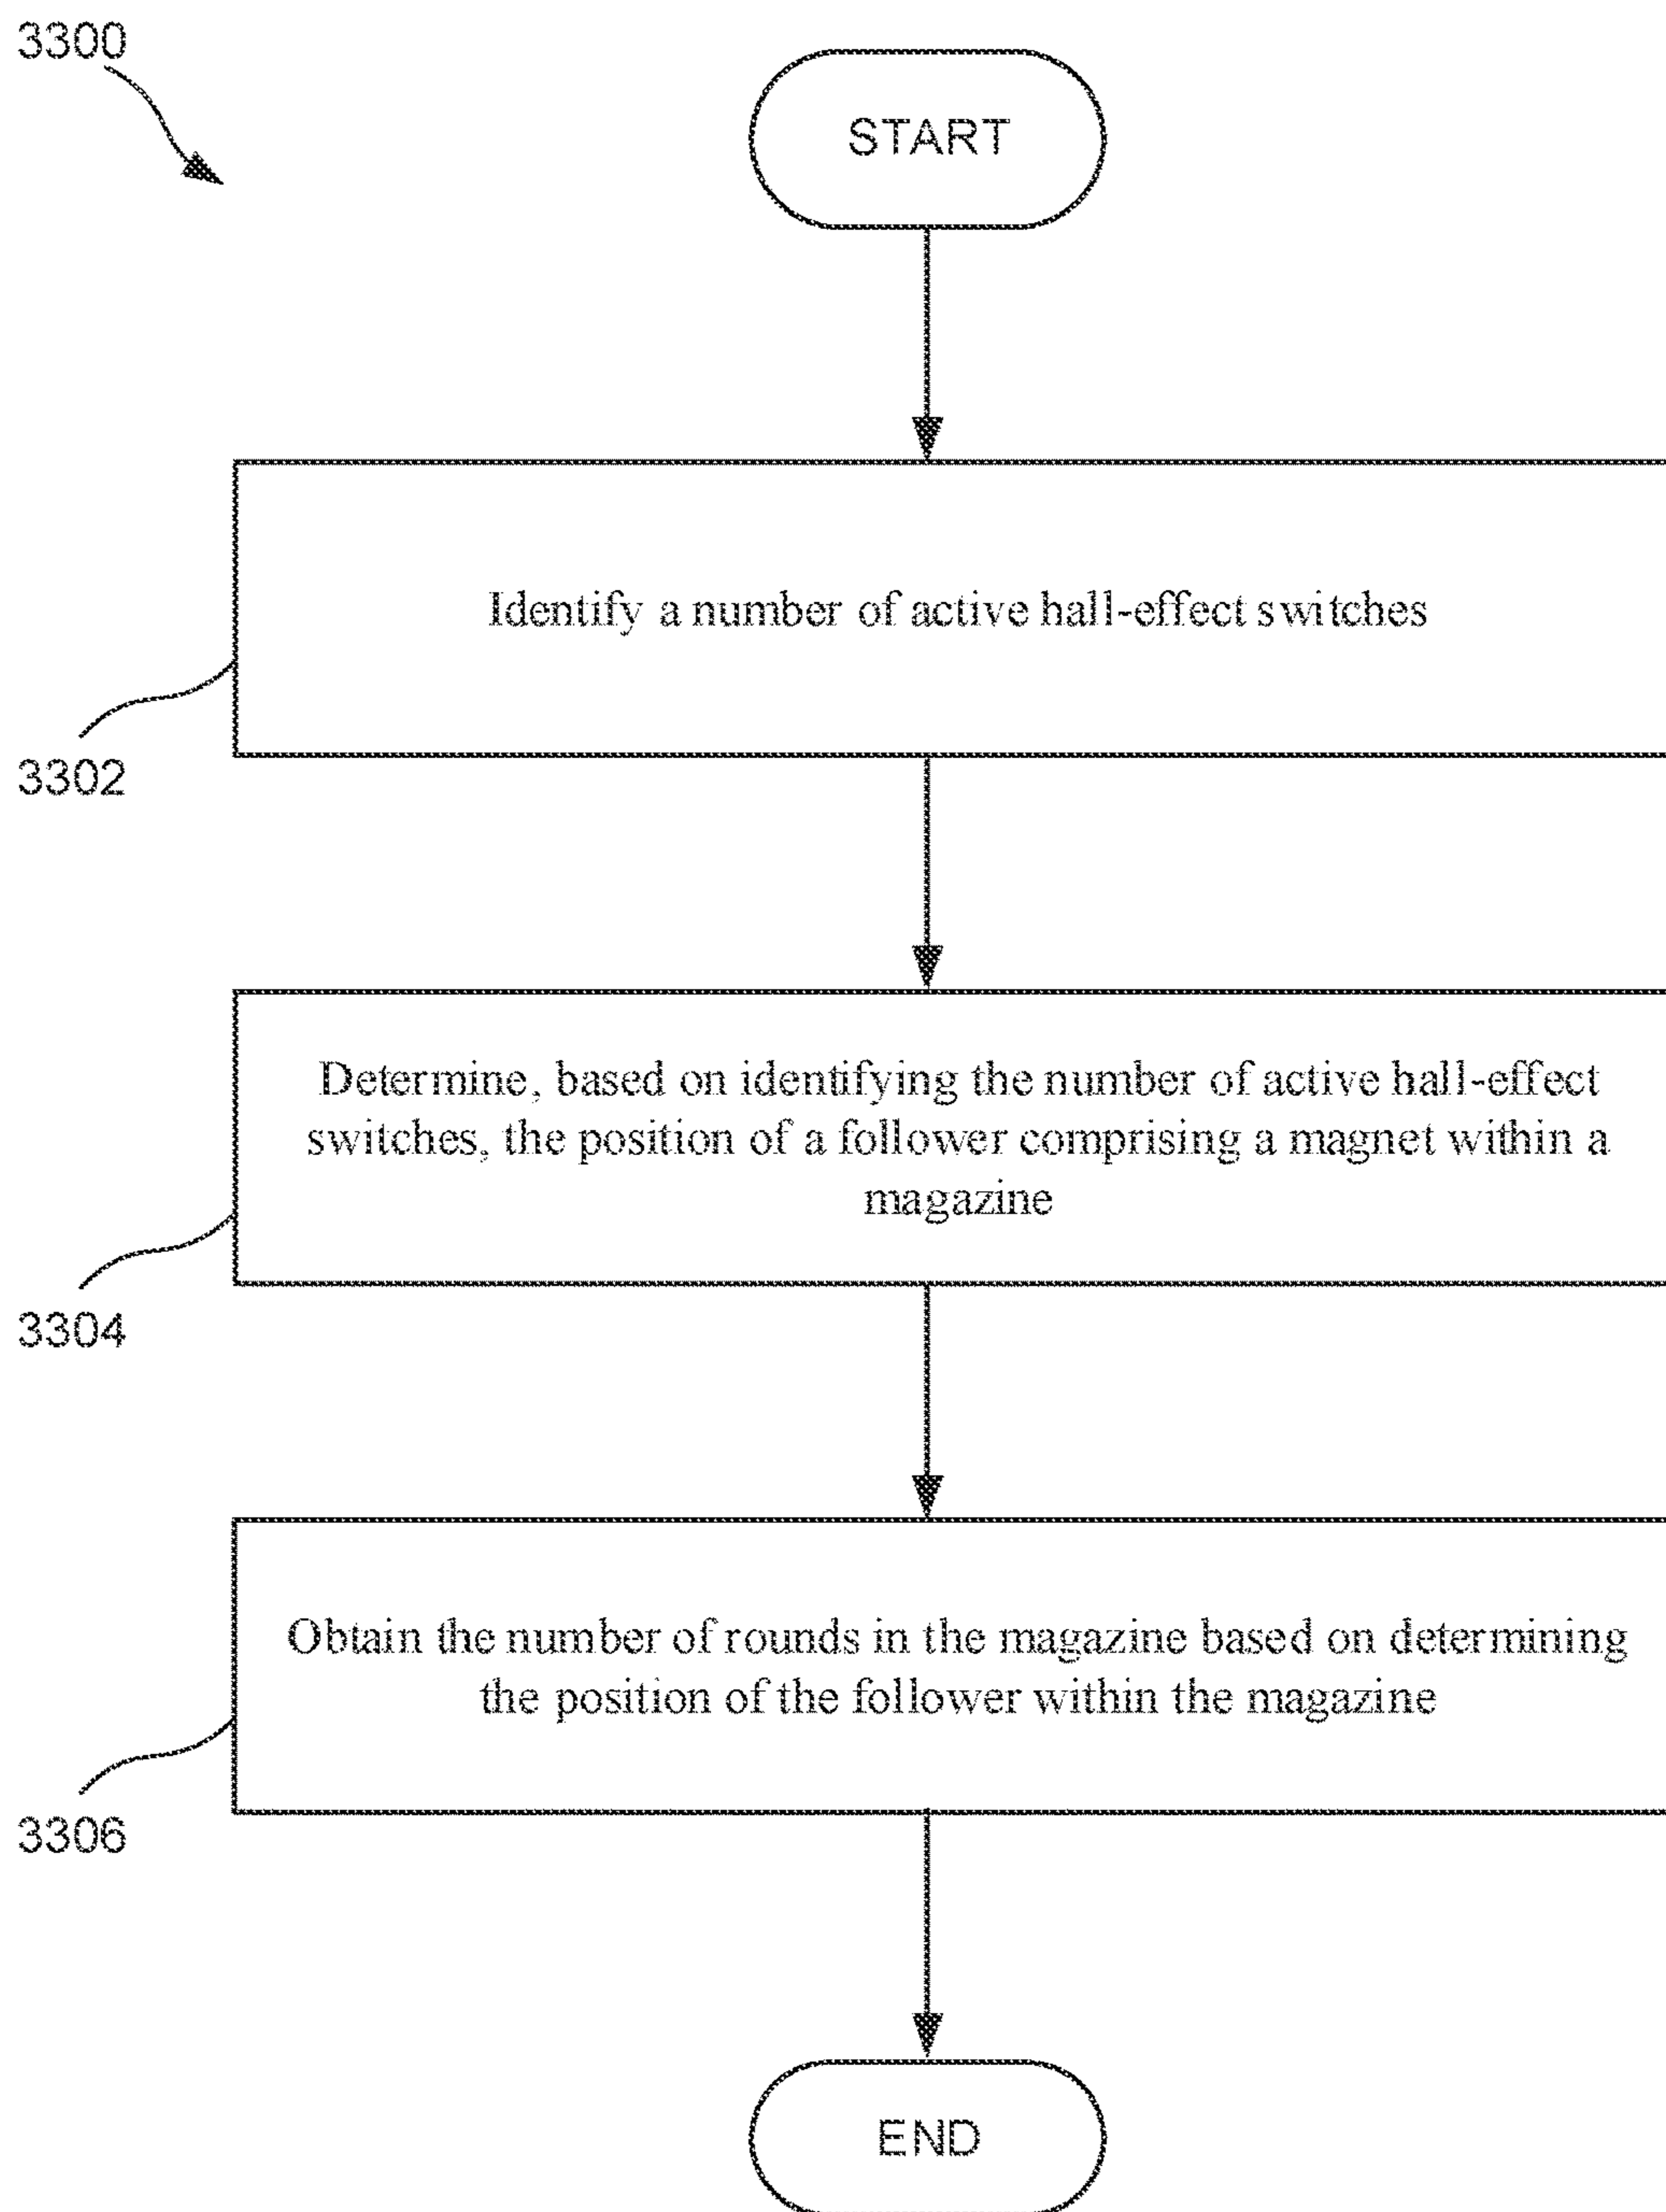 3300
START
Identify a number of active hall-effect switches
3302
Determine, based on identifying the number of active hall-effect
switches, the position of a follower comprising a magnet within a
magazine
3304
Obtain the number of rounds in the magazine based on determining
the position of the follower within the magazine
3306
END